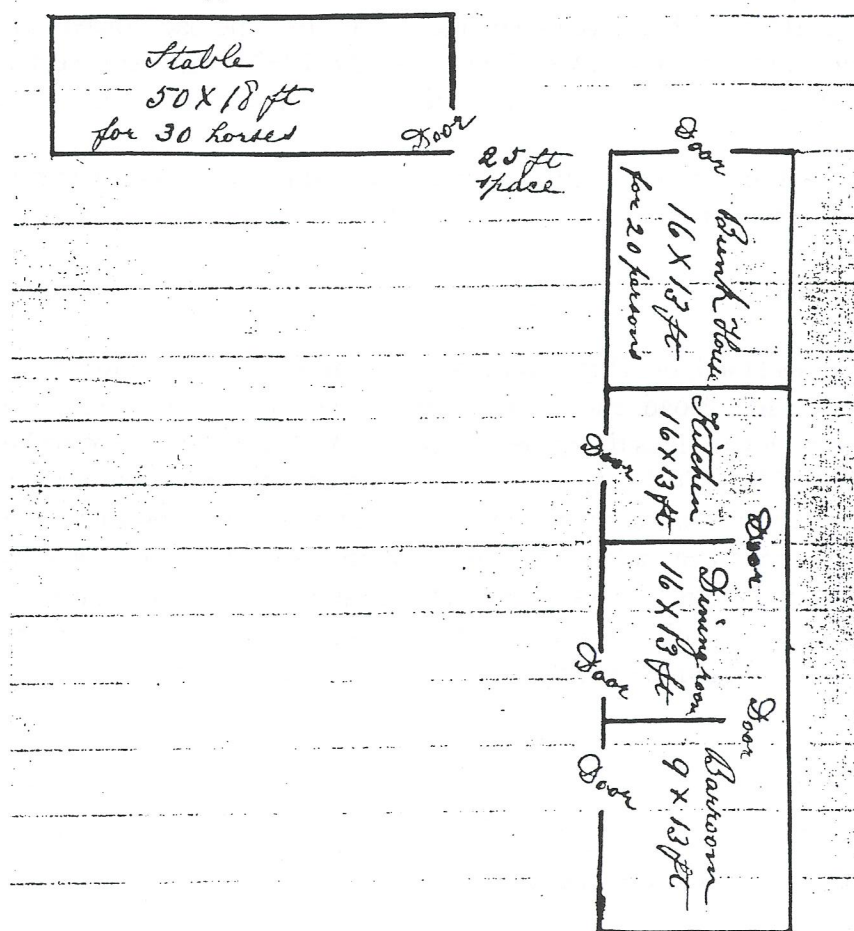 Stable
50 X 18 ft
for 30 horses
Door
25 ft
space
Door
Bunk House
16 X 13 ft
for 20 persons
Door
Kitchen
16 X 13 ft
Door
Dining room
16 X 13 ft
Door
Door
Door
Barroom
9 X 13 ft